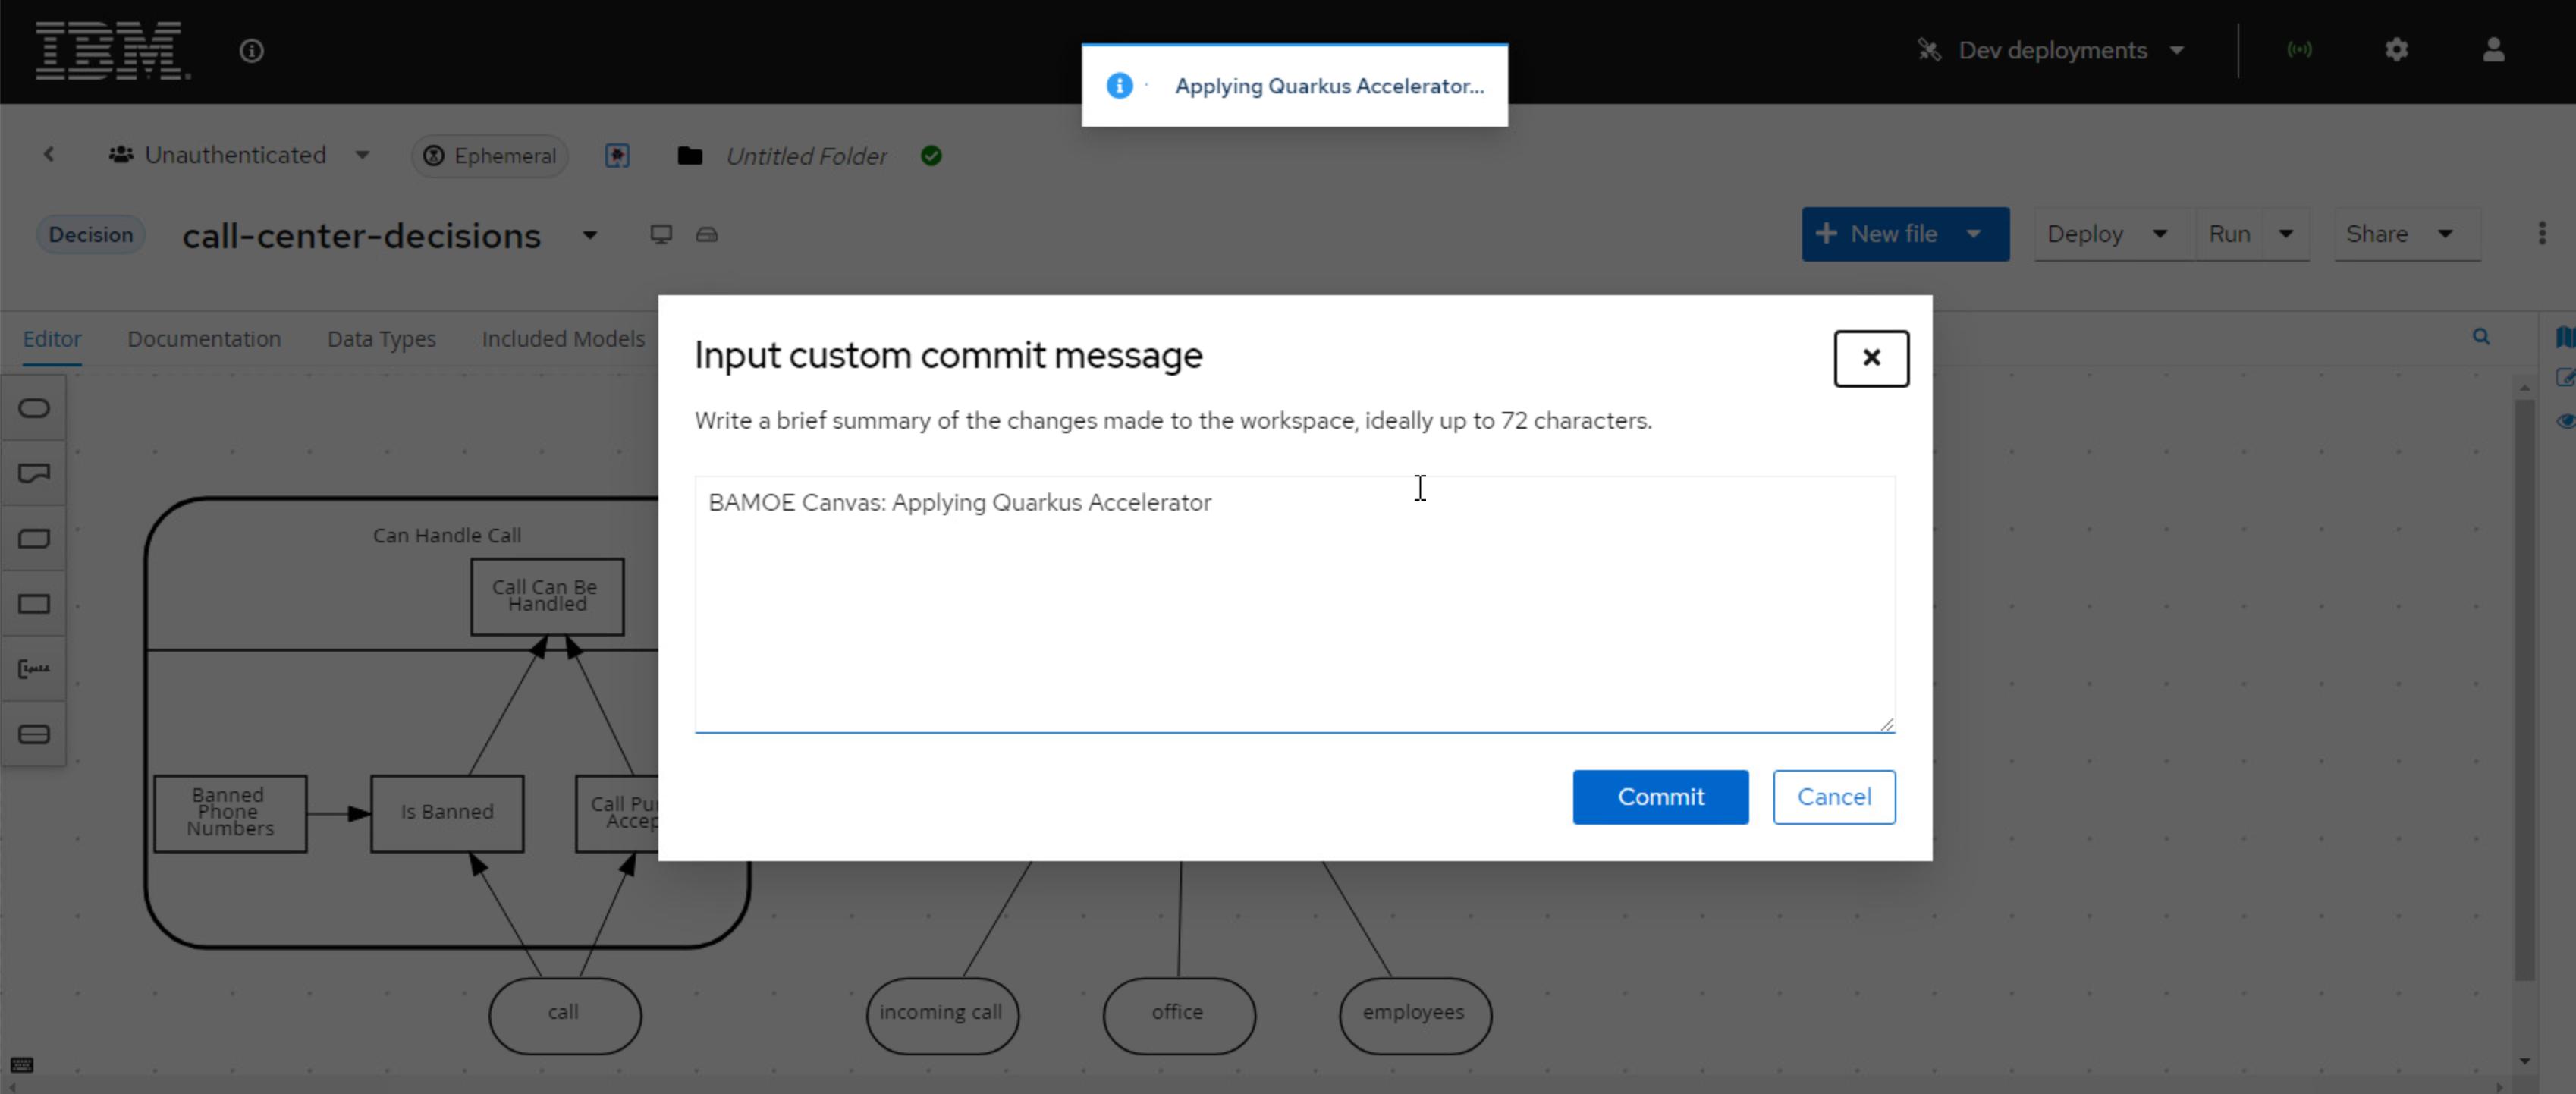 IBM
Dev deployments
Applying Quarkus Accelerator...
Unauthenticated
Ephemeral
Untitled Folder
Decision
call-center-decisions
New file
Deploy
Run
Share
Editor
Documentation
Data Types
Included Models
Input custom commit message
Write a brief summary of the changes made to the workspace, ideally up to 72 characters.
BAMOE Canvas: Applying Quarkus Accelerator
Commit
Cancel
Can Handle Call
Call Can Be
Handled
Banned
Phone
Numbers
Is Banned
Call Pu
Accep
call
incoming call
office
employees